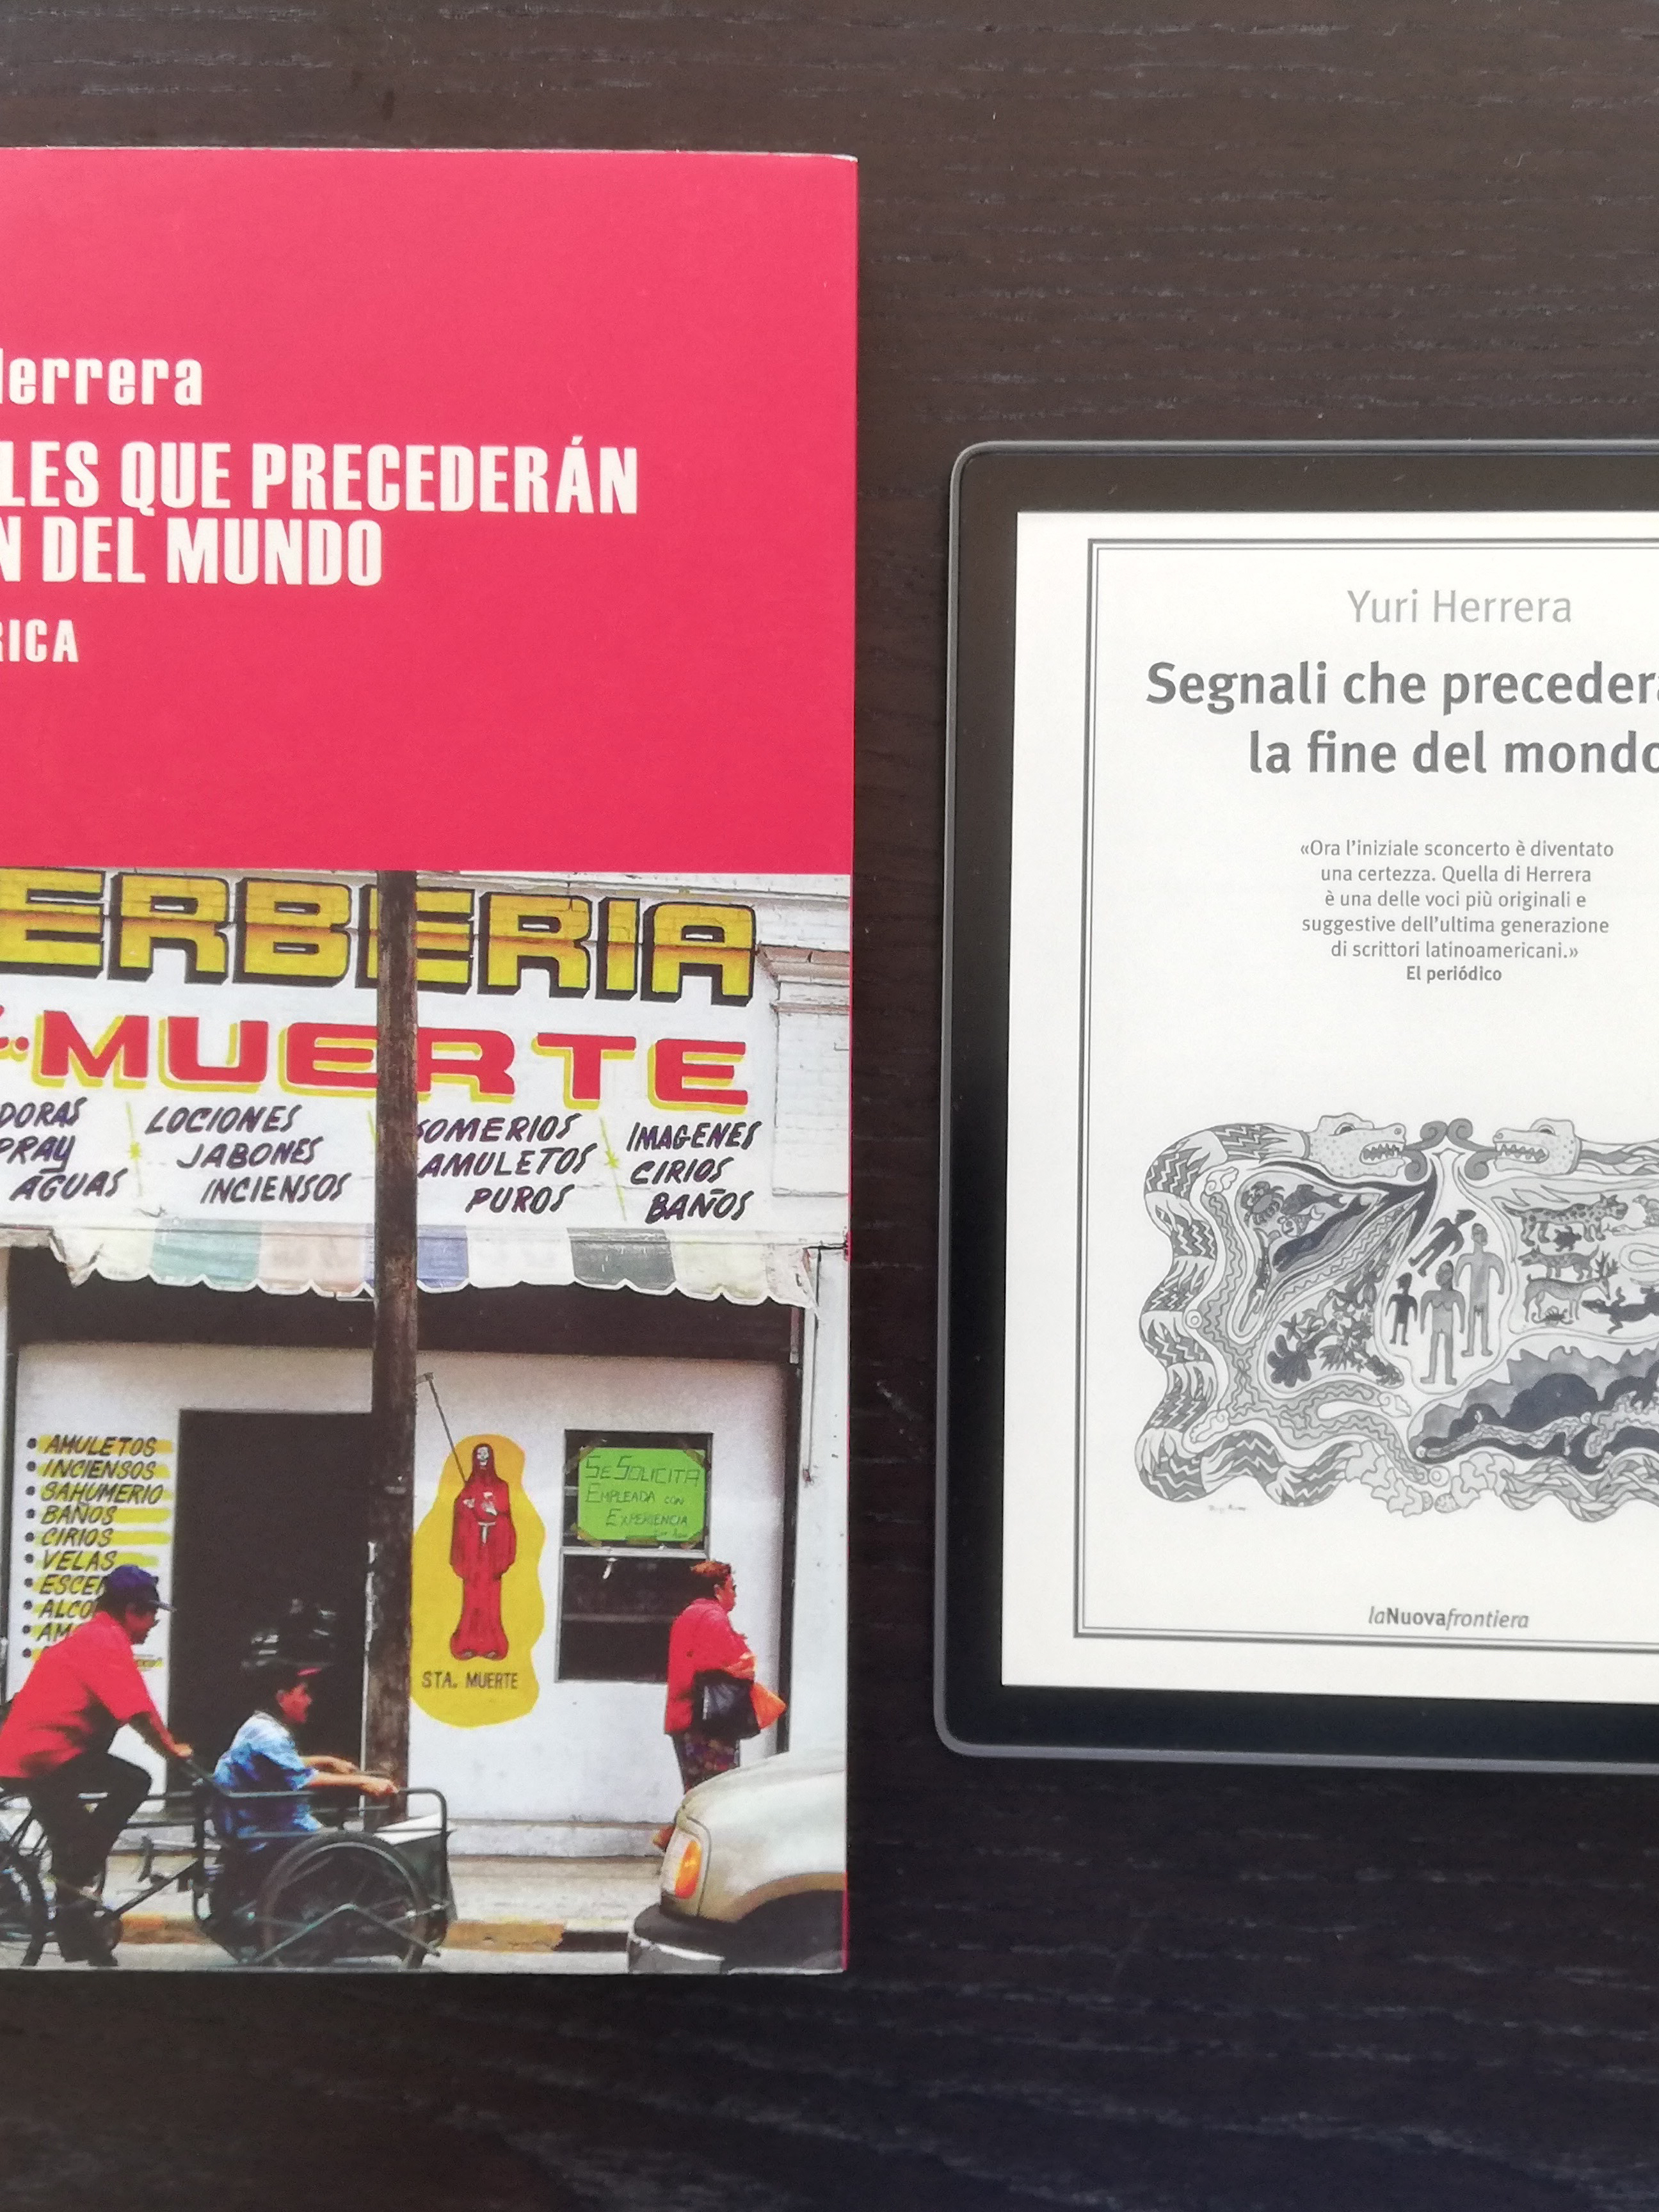 Herrera
LES QUE PRECEDERÁN
N DEL MUNDO
RICA
ERBERIA
MUERTE
DORAS
PRAY
AGUAS
LOCIONES
JABONES
INCIENSOS
SOMERIOS
AMULETOS
PUROS
IMAGENES
CIRIOS
BAÑOS
• AMULETOS
• INCIENSOS
• SAHUMERIO
• BAÑOS
• CIRIOS
• VELAS
• ESCE
• ALCO
• AM
STA. MUERTE
SE SOLICITA
EMPLEADA CON
EXPERIENCIA
Yuri Herrera
Segnali che precedera
la fine del mondo
«Ora l'iniziale sconcerto è diventato
una certezza. Quella di Herrera
è una delle voci più originali e
suggestive dell'ultima generazione
di scrittori latinoamericani.»
El periódico
laNuovafrontiera